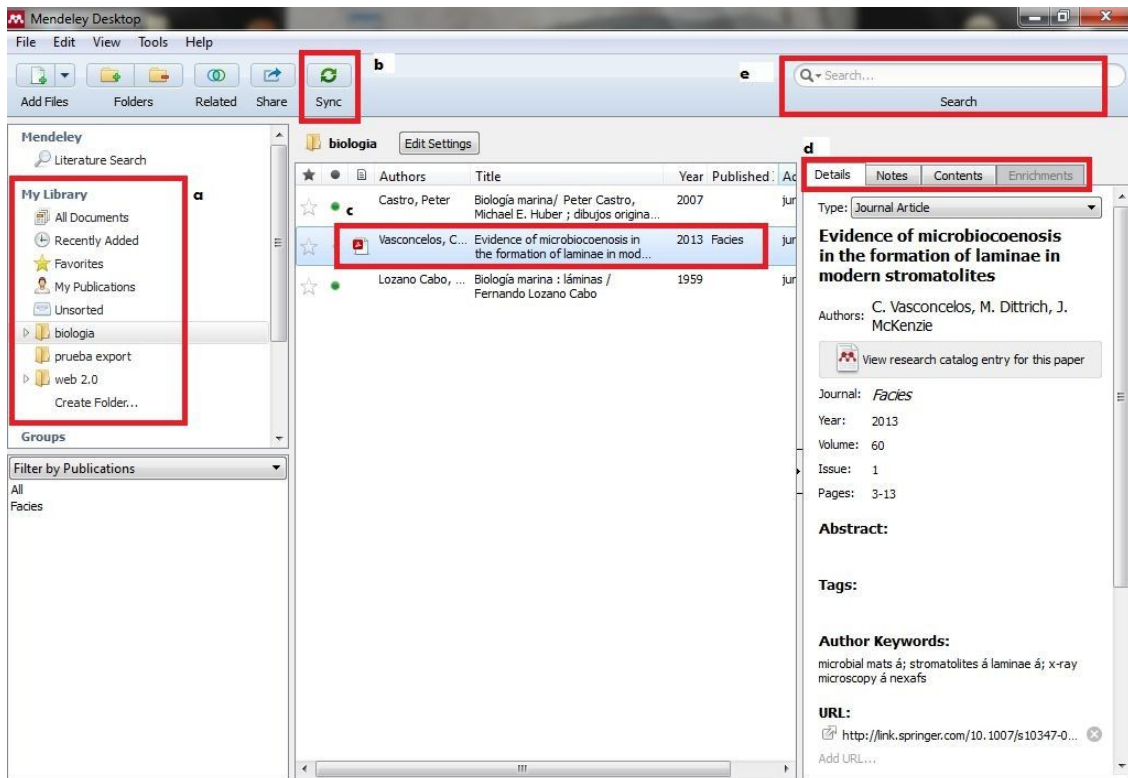 Mendeley Desktop
File Edit View Tools Help
b
e
Search...
Add Files Folders Related Share Sync
Search
Mendeley
Literature Search
My Library
a
All Documents
Recently Added
Favorites
My Publications
Unsorted
biologia
prueba export
web 2.0
Create Folder...
Groups
Filter by Publications
All
Facies
biologia Edit Settings
Authors Title Year Published
c
Castro, Peter Biología marina/ Peter Castro, 2007 jur
Michael E. Huber ; dibujos origina...
Vasconcelos, C... Evidence of microbiocoenosis in 2013 Facies jur
the formation of laminae in mod...
Lozano Cabo, ... Biología marina : láminas / 1959 jur
Fernando Lozano Cabo
d
Details Notes Contents Enrichments
Type: Journal Article
Evidence of microbiocoenosis
in the formation of laminae in
modern stromatolites
Authors: C. Vasconcelos, M. Dittrich, J.
McKenzie
View research catalog entry for this paper
Journal: Facies
Year: 2013
Volume: 60
Issue: 1
Pages: 3-13
Abstract:
Tags:
Author Keywords:
microbial mats á; stromatolites á laminae á; x-ray
microscopy á nexafs
URL:
http://link.springer.com/10.1007/s10347-0...
Add URL...